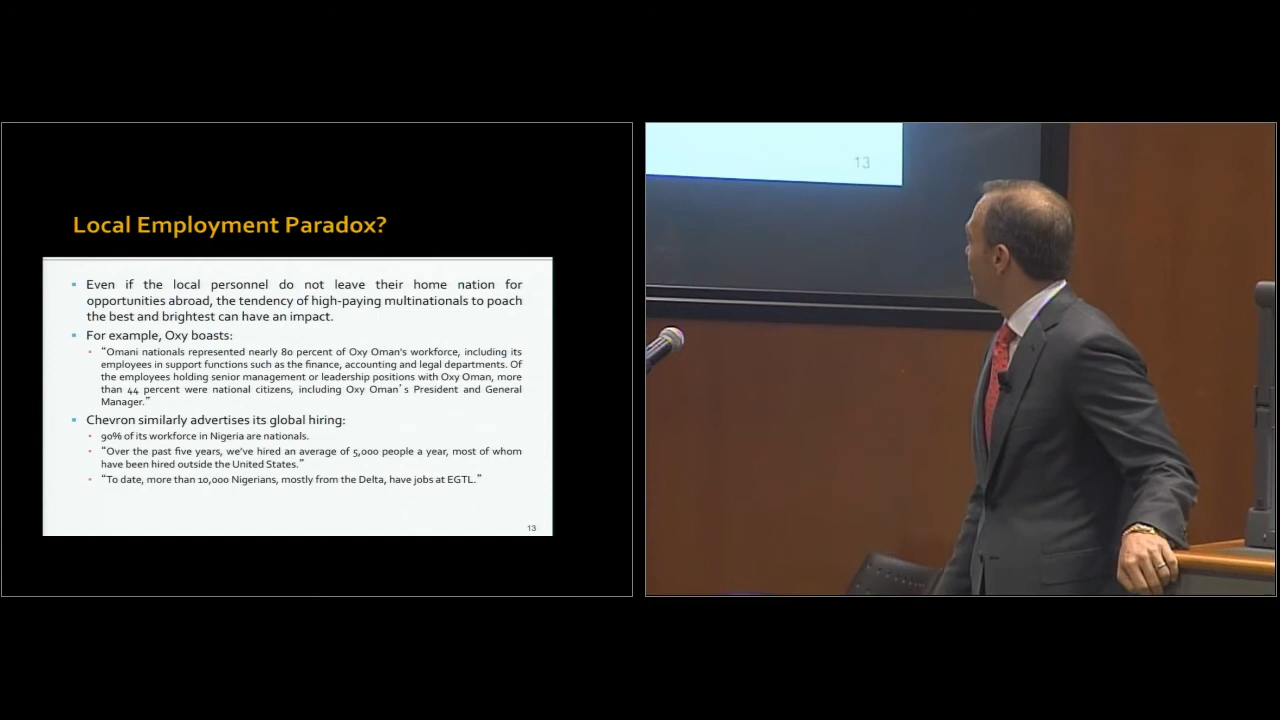 Local Employment Paradox?
Even if the local personnel do not leave their home nation for
opportunities abroad, the tendency of high-paying multinationals to poach
the best and brightest can have an impact.
For example, Oxy boasts:
“Omani nationals represented nearly 80 percent of Oxy Oman's workforce, including its
employees in support functions such as the finance, accounting and legal departments. Of
the employees holding senior management or leadership positions with Oxy Oman, more
than 44 percent were national citizens, including Oxy Oman’s President and General
Manager.”
Chevron similarly advertises its global hiring:
90% of its workforce in Nigeria are nationals.
“Over the past five years, we’ve hired an average of 5,000 people a year, most of whom
have been hired outside the United States.”
“To date, more than 10,000 Nigerians, mostly from the Delta, have jobs at EGTL.”
13
13